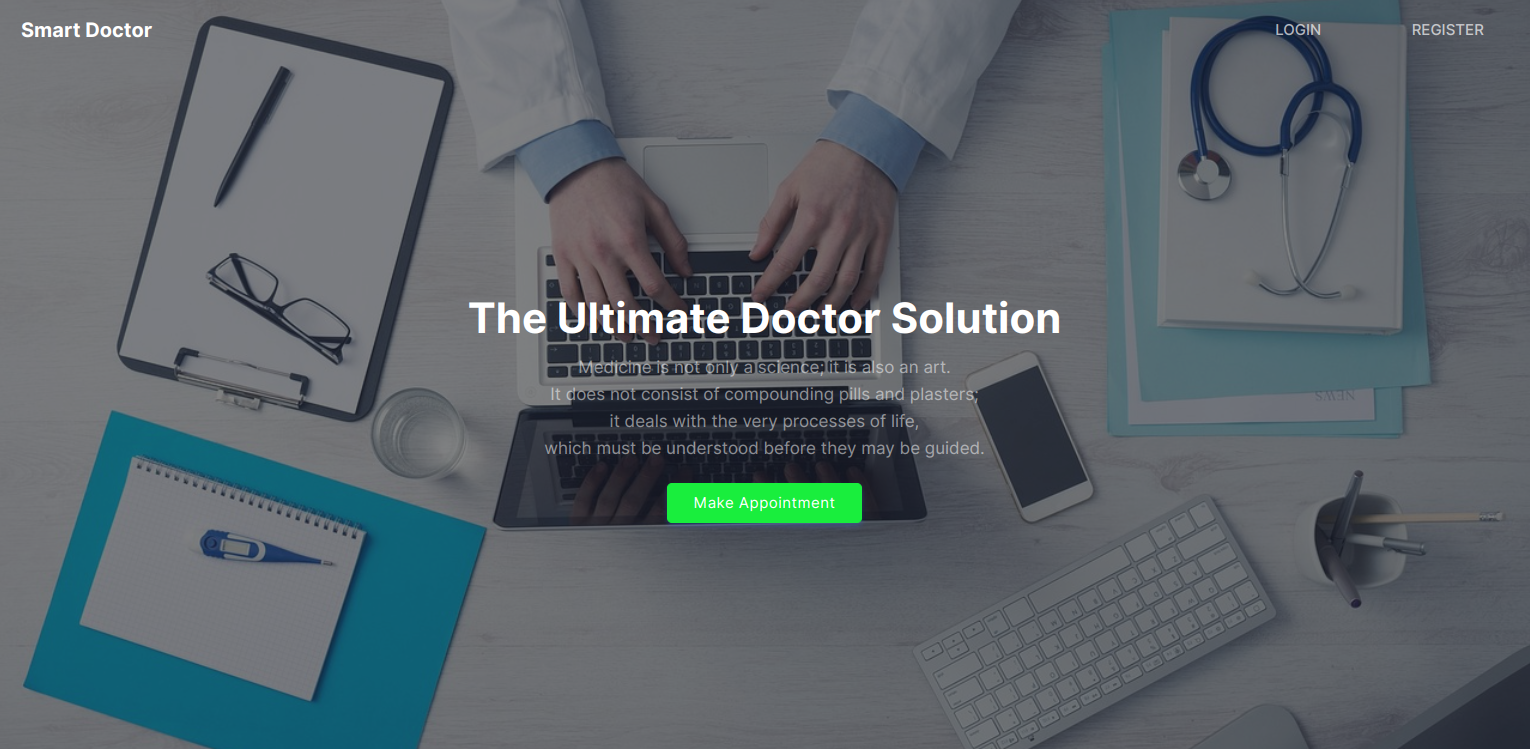 Smart Doctor
LOGIN
REGISTER
The Ultimate Doctor Solution
Medicine is not only a science; it is also an art.
It does not consist of compounding pills and plasters;
it deals with the very processes of life,
which must be understood before they may be guided.
NEWS
Make Appointment